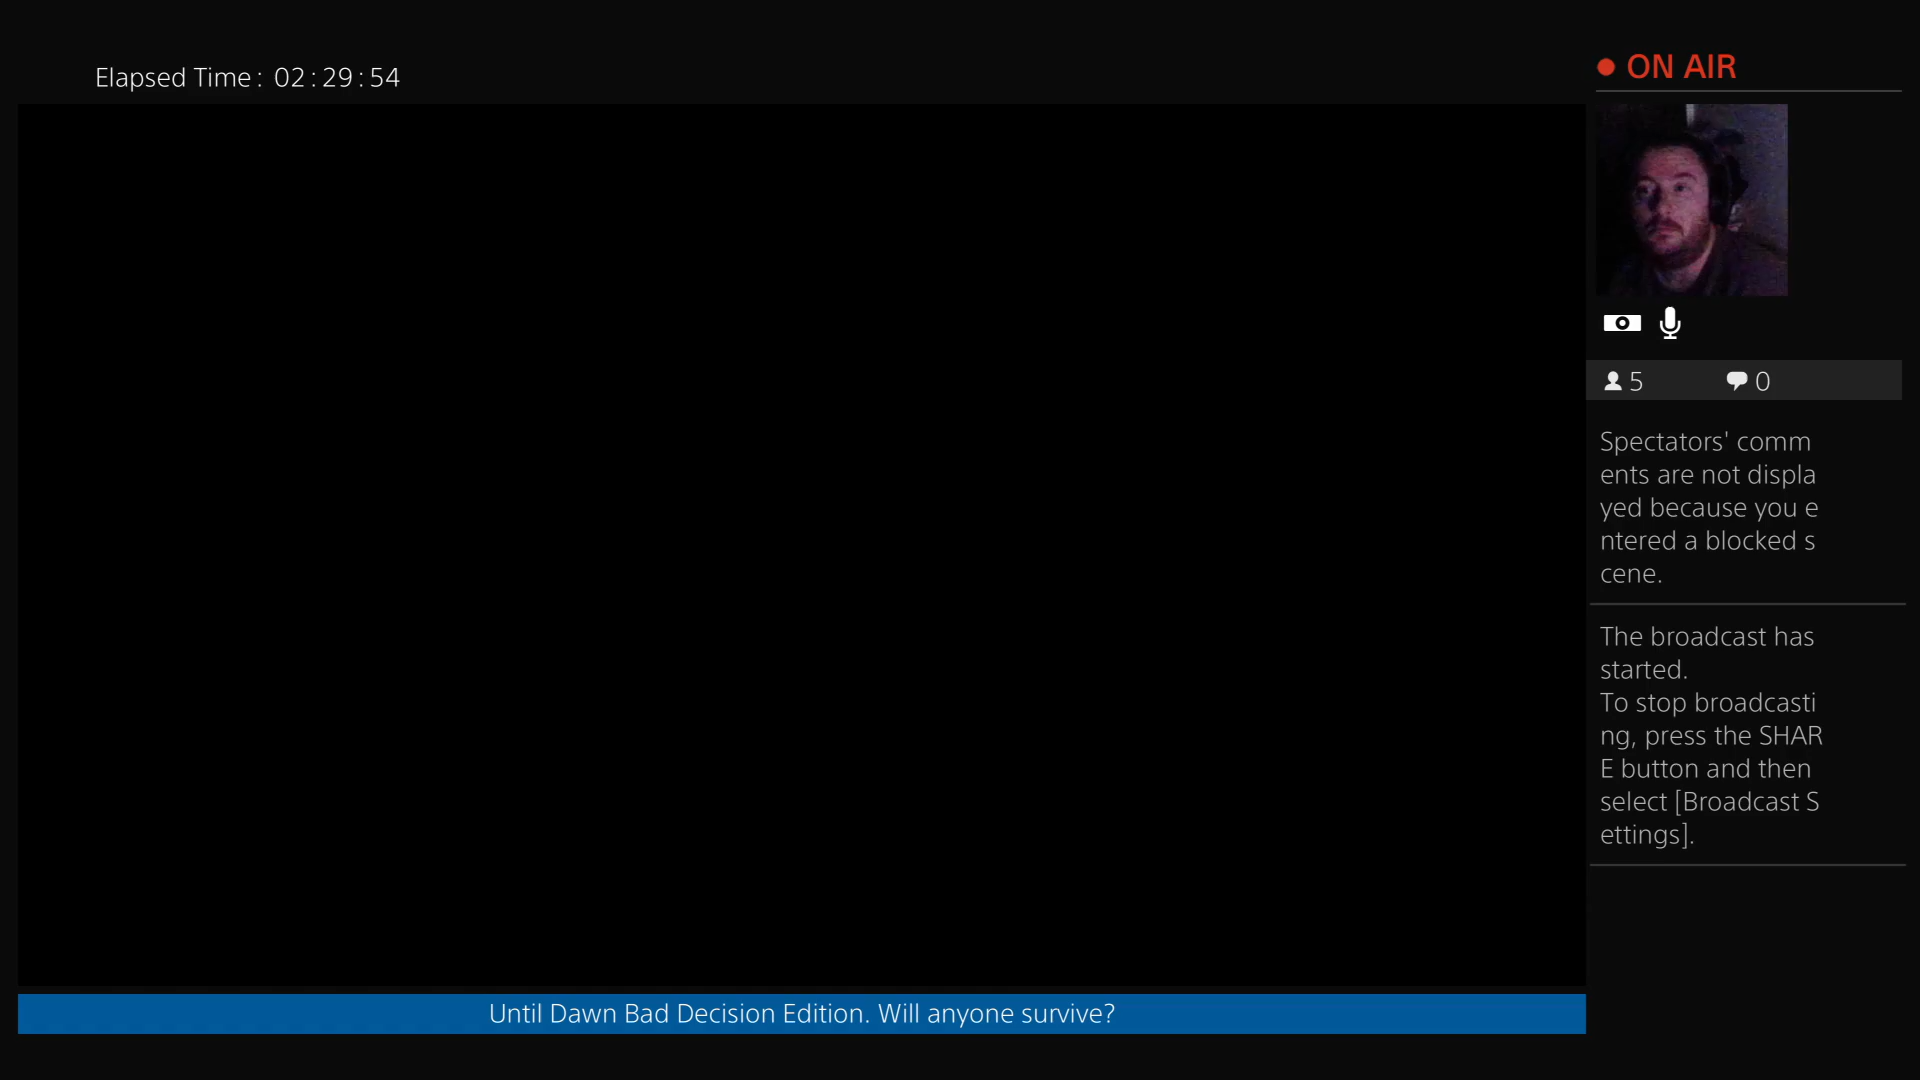 Elapsed Time: 02:29:54
ON AIR
5
0
Spectators' comm
ents are not displa
yed because you e
ntered a blocked s
cene.
The broadcast has
started.
To stop broadcasti
ng, press the SHAR
E button and then
select [Broadcast S
ettings].
Until Dawn Bad Decision Edition. Will anyone survive?